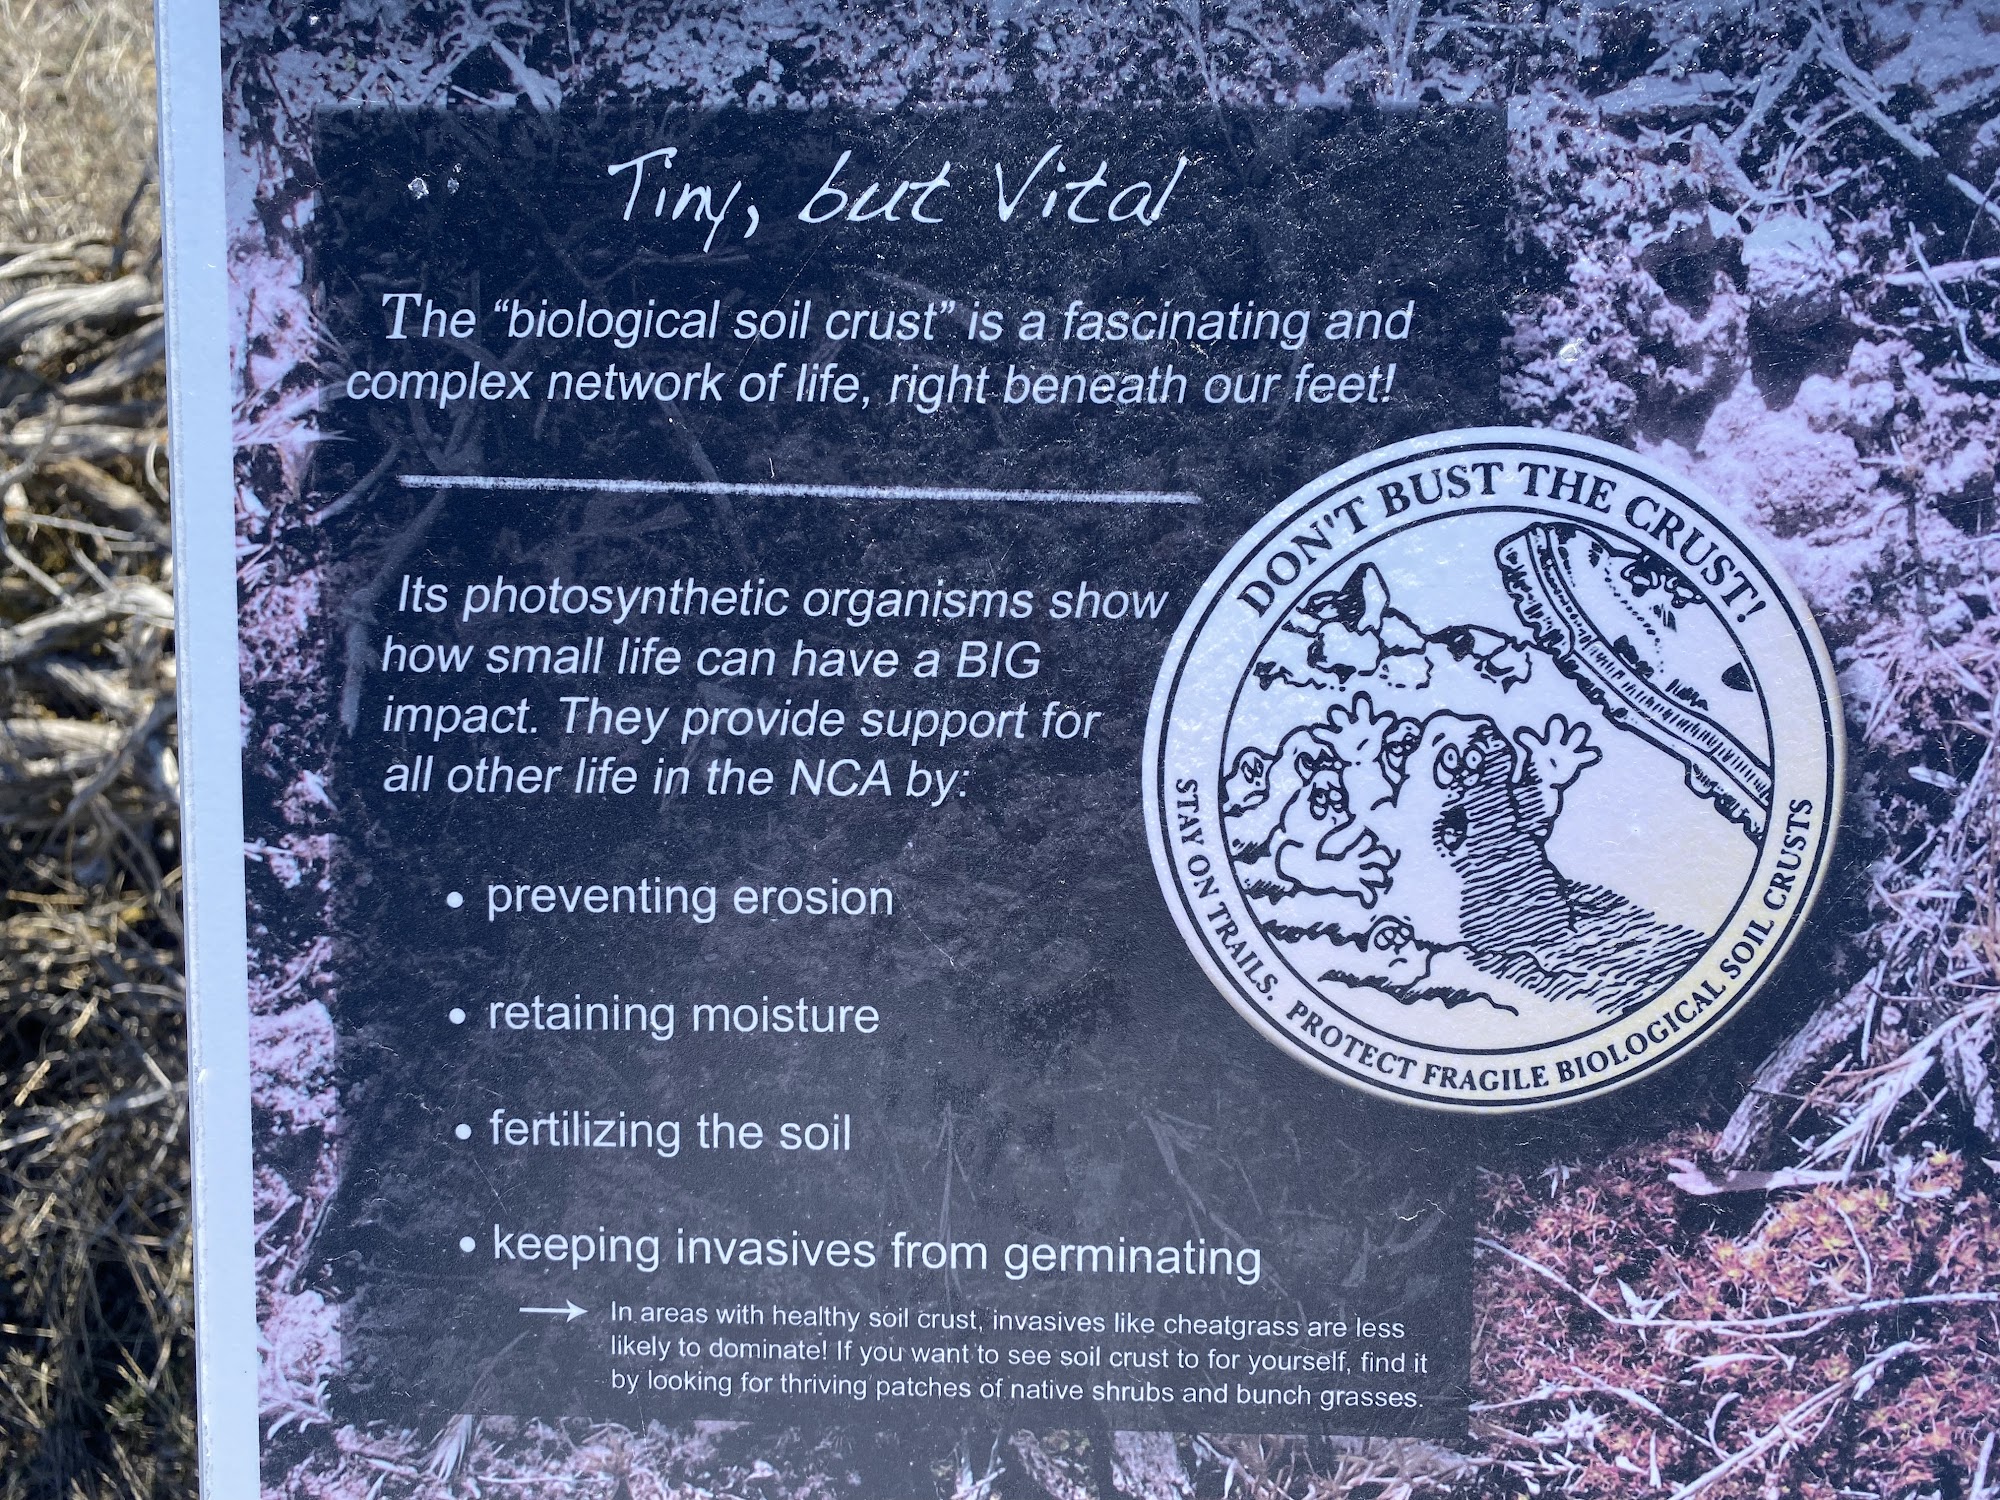 Tiny, but Vital
The “biological soil crust” is a fascinating and
complex network of life, right beneath our feet!
Its photosynthetic organisms show
how small life can have a BIG
impact. They provide support for
all other life in the NCA by:
• preventing erosion
• retaining moisture
• fertilizing the soil
• keeping invasives from germinating
→ In areas with healthy soil crust, invasives like cheatgrass are less
likely to dominate! If you want to see soil crust to for yourself, find it
by looking for thriving patches of native shrubs and bunch grasses.
DON'T BUST THE CRUST!
STAY ON TRAILS. PROTECT FRAGILE BIOLOGICAL SOIL CRUSTS